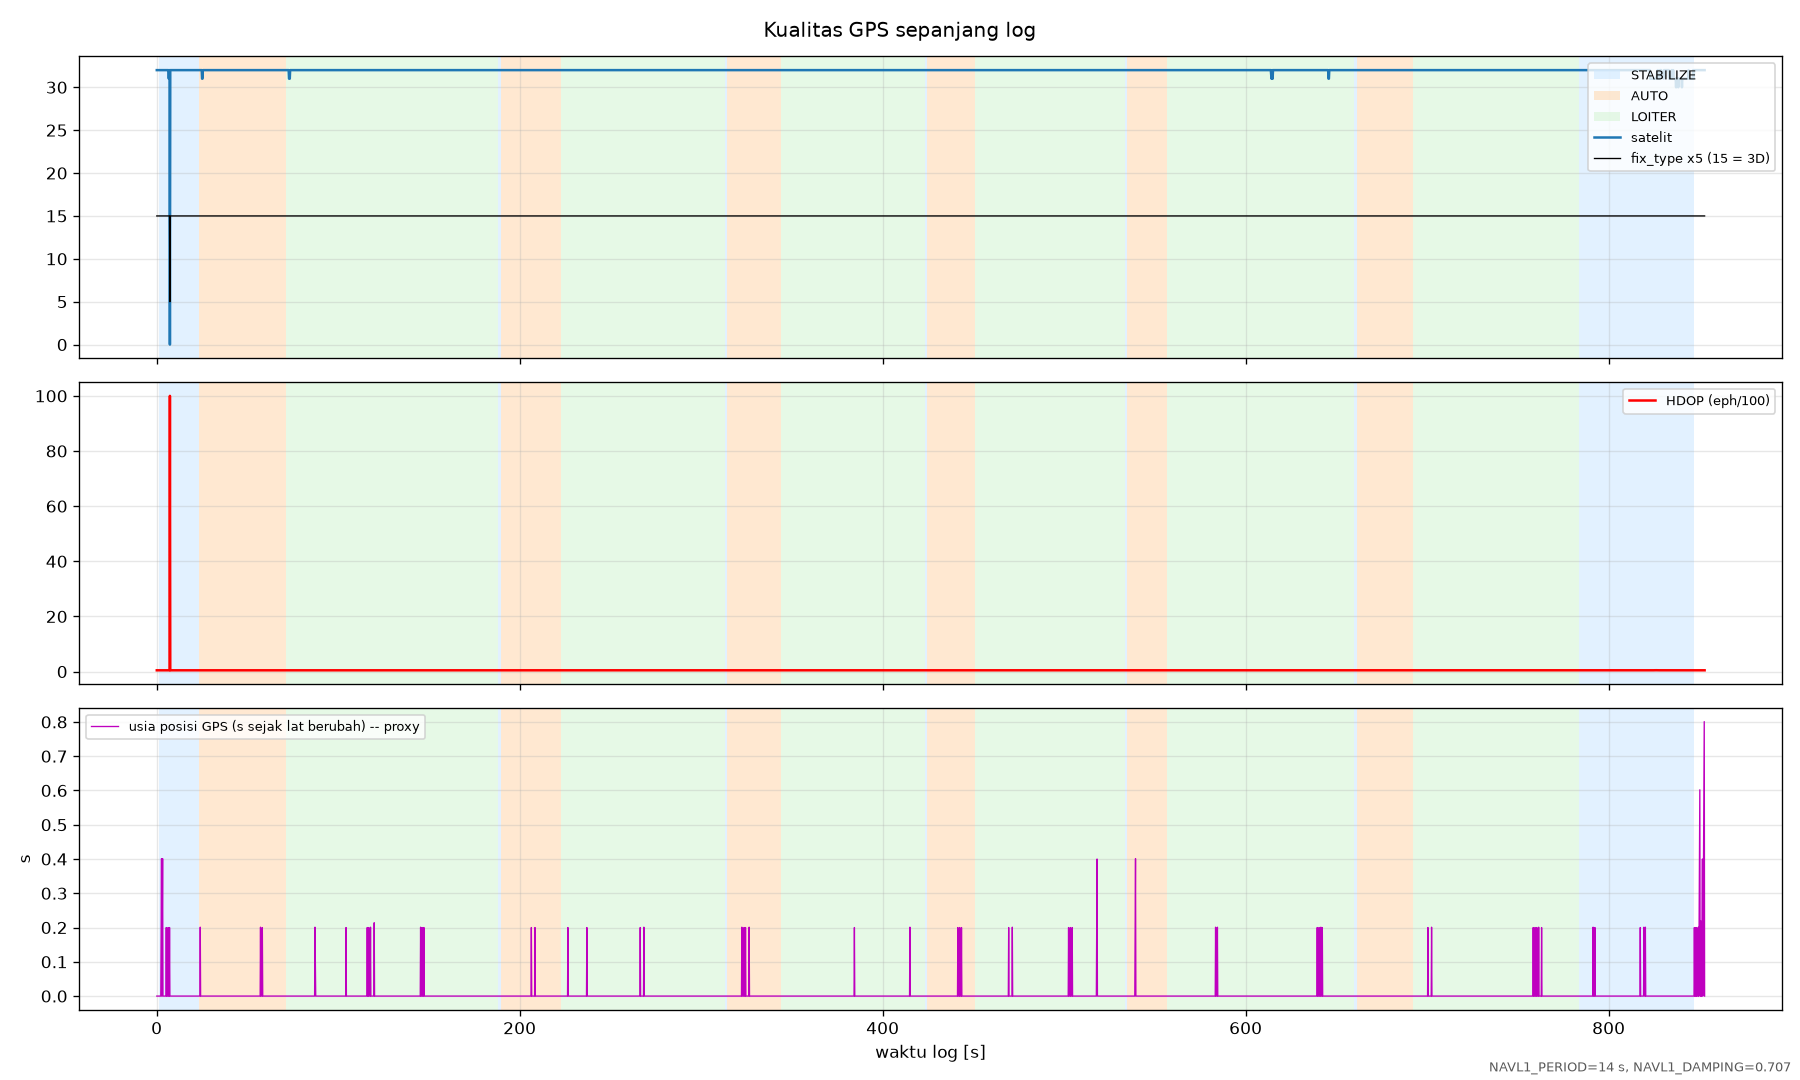 Kualitas GPS sepanjang log
30
25
20
15
10
5
0
STABILIZE
AUTO
LOITER
satelit
fix_type x5 (15 = 3D)
100
80
60
40
20
0
HDOP (eph/100)
0.8
0.7
0.6
0.5
0.4
0.3
0.2
0.1
0.0
s
usia posisi GPS (s sejak lat berubah) -- proxy
0 200 400 600 800
waktu log [s]
NAVL1_PERIOD=14 s, NAVL1_DAMPING=0.707